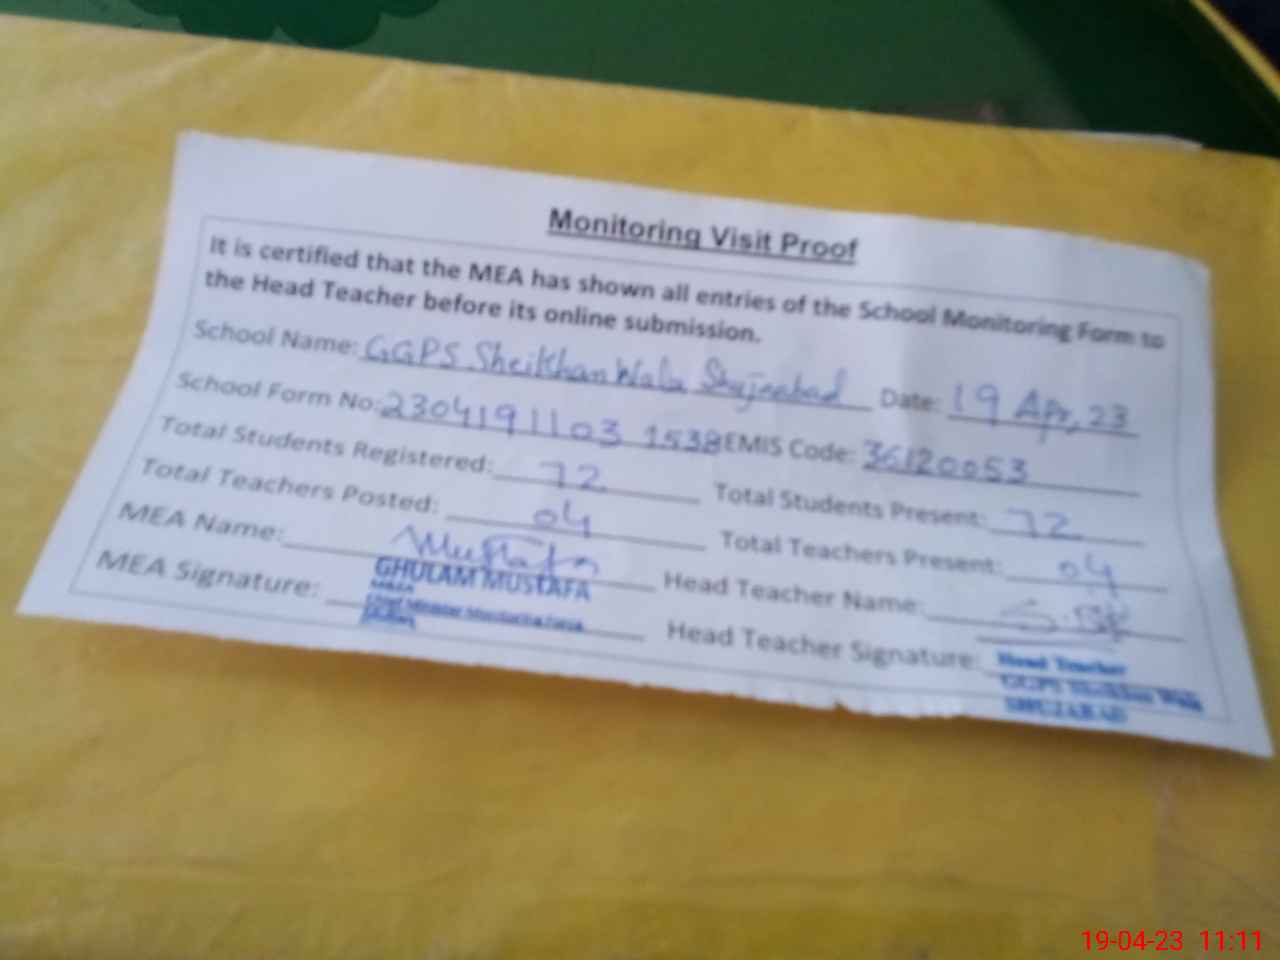 Monitoring Visit Proof
It is certified that the MEA has shown all entries of the School Monitoring Form to
the Head Teacher before its online submission.
School Name: GGPS Sheikhan Wala Shujaabad Date: 19 Apr, 23
School Form No: 2304191103 1538 EMIS Code: 36120053
Total Students Registered: 72 Total Students Present: 72
Total Teachers Posted: 04 Total Teachers Present: 04
MEA Name: Mustafa Head Teacher Name:
MEA Signature: Head Teacher Signature:
GHULAM MUSTAFA
Head Teacher
GGPS Sheikhan Wala
SHUJABAD
19-04-23 11:11